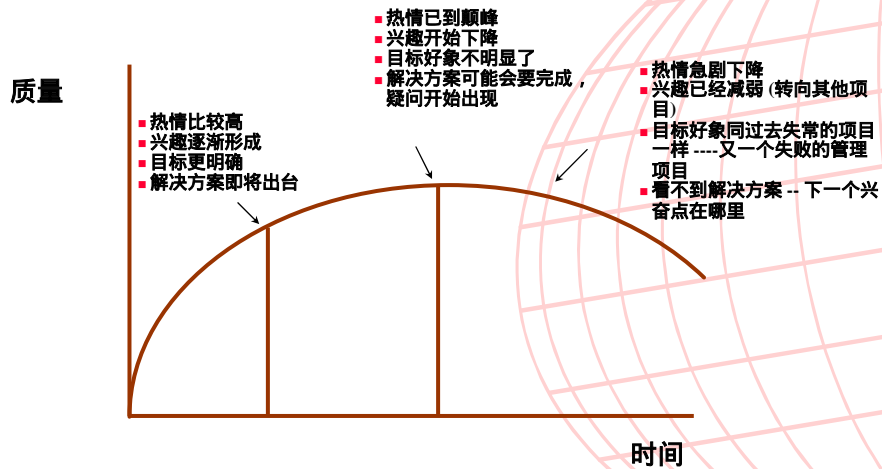 热情已到颠峰
兴趣开始下降
目标好象不明显了
解决方案可能会要完成，
疑问开始出现
热情急剧下降
兴趣已经减弱 (转向其他项
目)
目标好象同过去失常的项目
一样 ----又一个失败的管理
项目
看不到解决方案 -- 下一个兴
奋点在哪里
质量
热情比较高
兴趣逐渐形成
目标更明确
解决方案即将出台
时间